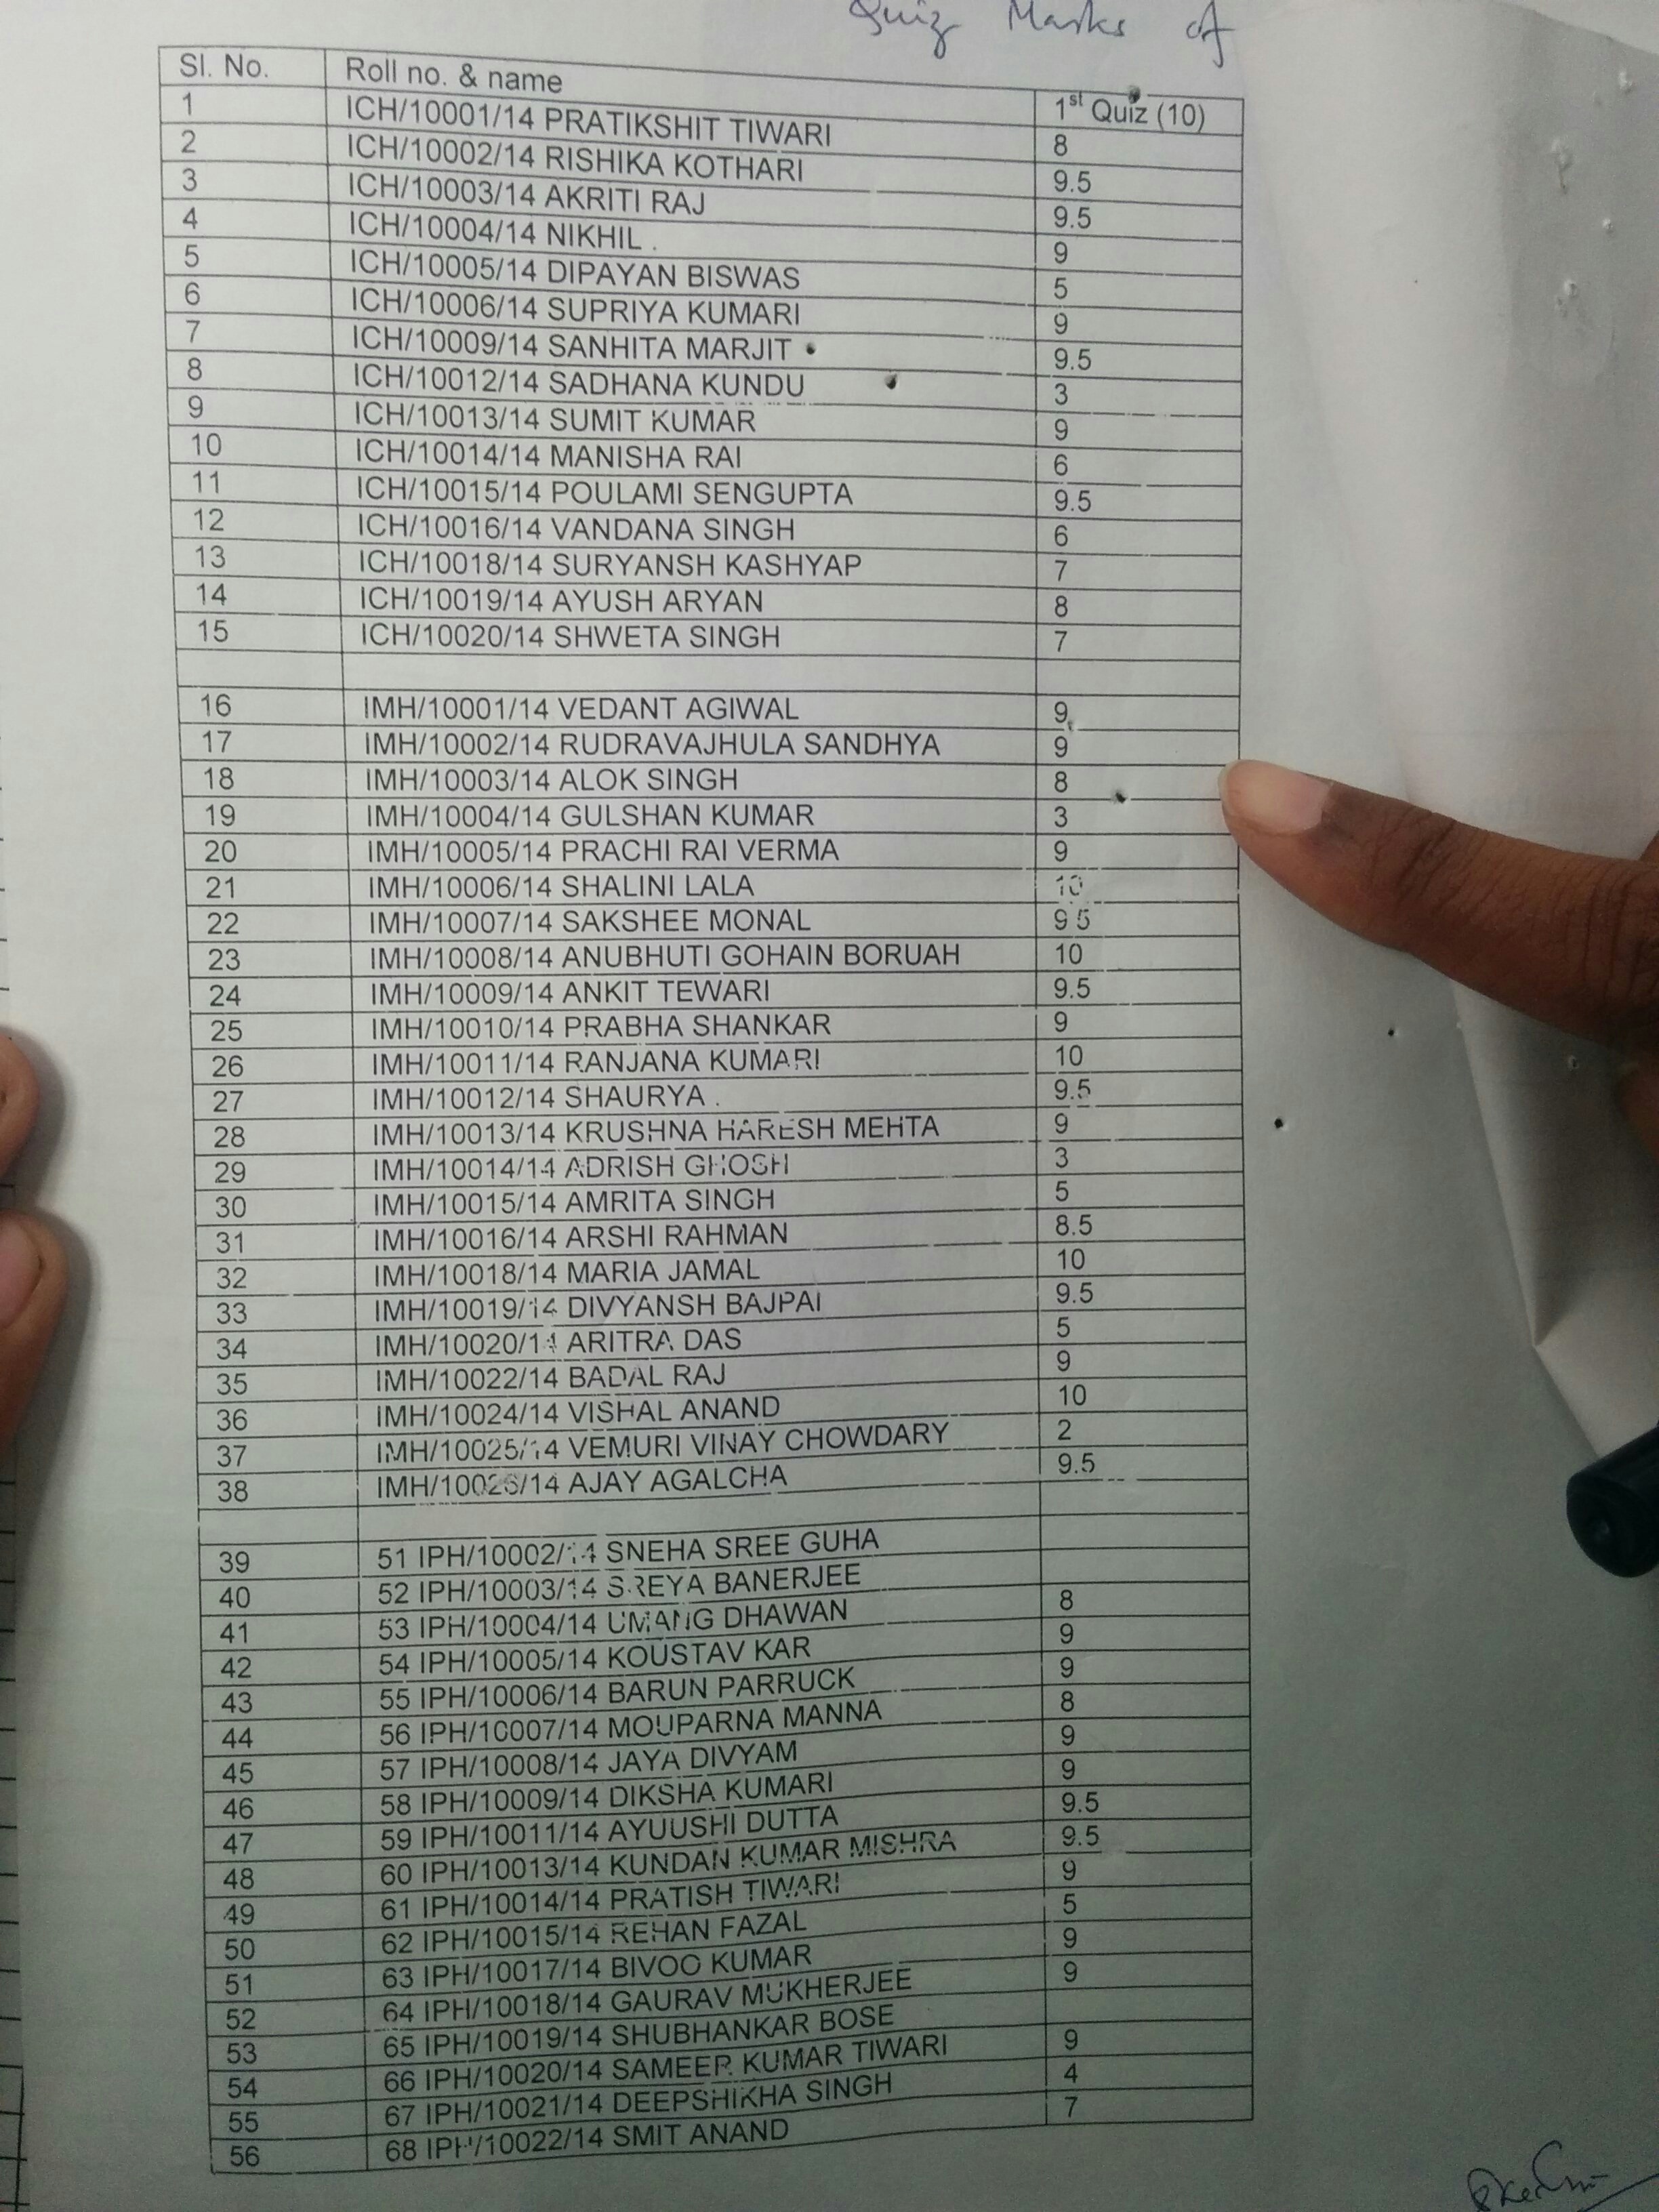 Quiz Marks of
Sl. No. Roll no. & name 1st Quiz (10)
1 ICH/10001/14 PRATIKSHIT TIWARI 8
2 ICH/10002/14 RISHIKA KOTHARI 9.5
3 ICH/10003/14 AKRITI RAJ 9.5
4 ICH/10004/14 NIKHIL . 9
5 ICH/10005/14 DIPAYAN BISWAS 5
6 ICH/10006/14 SUPRIYA KUMARI 9
7 ICH/10009/14 SANHITA MARJIT 9.5
8 ICH/10012/14 SADHANA KUNDU 3
9 ICH/10013/14 SUMIT KUMAR 9
10 ICH/10014/14 MANISHA RAI 6
11 ICH/10015/14 POULAMI SENGUPTA 9.5
12 ICH/10016/14 VANDANA SINGH 6
13 ICH/10018/14 SURYANSH KASHYAP 7
14 ICH/10019/14 AYUSH ARYAN 8
15 ICH/10020/14 SHWETA SINGH 7
16 IMH/10001/14 VEDANT AGIWAL 9
17 IMH/10002/14 RUDRAVAJHULA SANDHYA 9
18 IMH/10003/14 ALOK SINGH 8
19 IMH/10004/14 GULSHAN KUMAR 3
20 IMH/10005/14 PRACHI RAI VERMA 9
21 IMH/10006/14 SHALINI LALA 10
22 IMH/10007/14 SAKSHEE MONAL 9.5
23 IMH/10008/14 ANUBHUTI GOHAIN BORUAH 10
24 IMH/10009/14 ANKIT TEWARI 9.5
25 IMH/10010/14 PRABHA SHANKAR 9
26 IMH/10011/14 RANJANA KUMARI 10
27 IMH/10012/14 SHAURYA . 9.5
28 IMH/10013/14 KRUSHNA HARESH MEHTA 9
29 IMH/10014/14 ADRISH GHOSH 3
30 IMH/10015/14 AMRITA SINGH 5
31 IMH/10016/14 ARSHI RAHMAN 8.5
32 IMH/10018/14 MARIA JAMAL 10
33 IMH/10019/14 DIVYANSH BAJPAI 9.5
34 IMH/10020/14 ARITRA DAS 5
35 IMH/10022/14 BADAL RAJ 9
36 IMH/10024/14 VISHAL ANAND 10
37 IMH/10025/14 VEMURI VINAY CHOWDARY 2
38 IMH/10026/14 AJAY AGALCHA 9.5
39 51 IPH/10002/14 SNEHA SREE GUHA
40 52 IPH/10003/14 SREYA BANERJEE
41 53 IPH/10004/14 UMANG DHAWAN 8
42 54 IPH/10005/14 KOUSTAV KAR 9
43 55 IPH/10006/14 BARUN PARRUCK 9
44 56 IPH/10007/14 MOUPARNA MANNA 8
45 57 IPH/10008/14 JAYA DIVYAM 9
46 58 IPH/10009/14 DIKSHA KUMARI 9
47 59 IPH/10011/14 AYUUSHI DUTTA 9.5
48 60 IPH/10013/14 KUNDAN KUMAR MISHRA 9.5
49 61 IPH/10014/14 PRATISH TIWARI 9
50 62 IPH/10015/14 REHAN FAZAL 5
51 63 IPH/10017/14 BIVOO KUMAR 9
52 64 IPH/10018/14 GAURAV MUKHERJEE 9
53 65 IPH/10019/14 SHUBHANKAR BOSE
54 66 IPH/10020/14 SAMEER KUMAR TIWARI 9
55 67 IPH/10021/14 DEEPSHIKHA SINGH 4
56 68 IPH/10022/14 SMIT ANAND 7